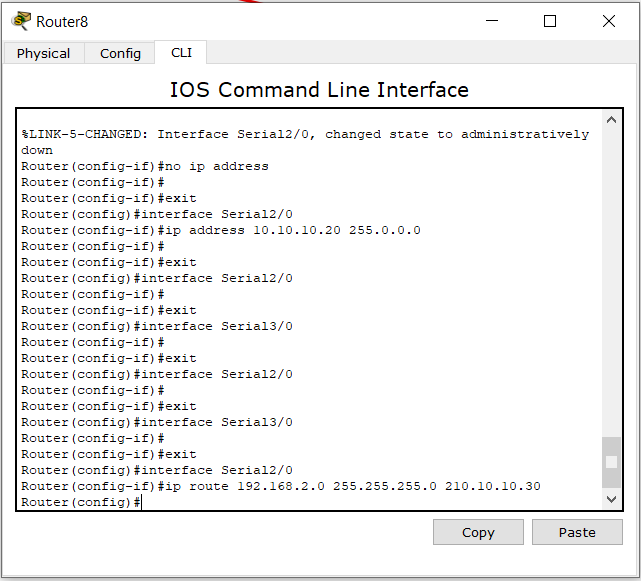 Router8
Physical Config CLI
IOS Command Line Interface
%LINK-5-CHANGED: Interface Serial2/0, changed state to administratively
down
Router(config-if)#no ip address
Router(config-if)#
Router(config-if)#exit
Router(config)#interface Serial2/0
Router(config-if)#ip address 10.10.10.20 255.0.0.0
Router(config-if)#
Router(config-if)#exit
Router(config)#interface Serial2/0
Router(config-if)#
Router(config-if)#exit
Router(config)#interface Serial3/0
Router(config-if)#
Router(config-if)#exit
Router(config)#interface Serial2/0
Router(config-if)#
Router(config-if)#exit
Router(config)#interface Serial3/0
Router(config-if)#
Router(config-if)#exit
Router(config)#interface Serial2/0
Router(config-if)#ip route 192.168.2.0 255.255.255.0 210.10.10.30
Router(config)#
Copy Paste